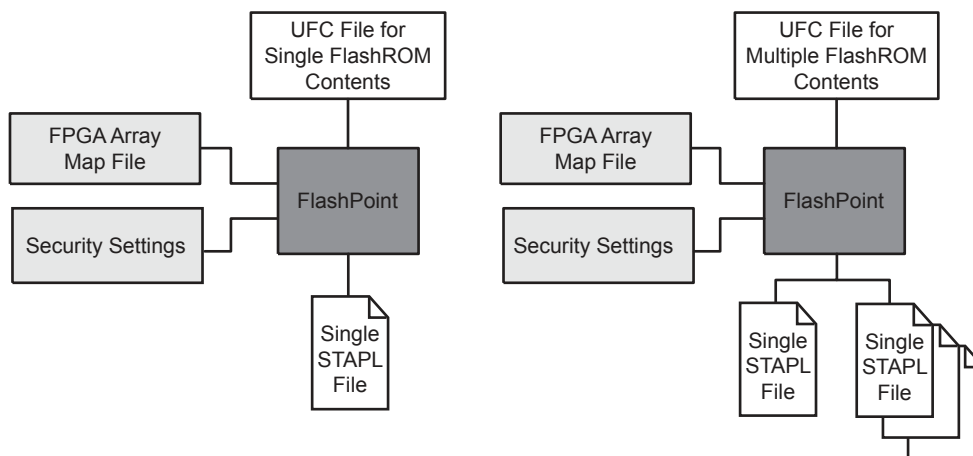 UFC File for
Single FlashROM
Contents
FPGA Array
Map File
FlashPoint
Security Settings
Single
STAPL
File
UFC File for
Multiple FlashROM
Contents
FPGA Array
Map File
FlashPoint
Security Settings
Single
STAPL
File
Single
STAPL
File